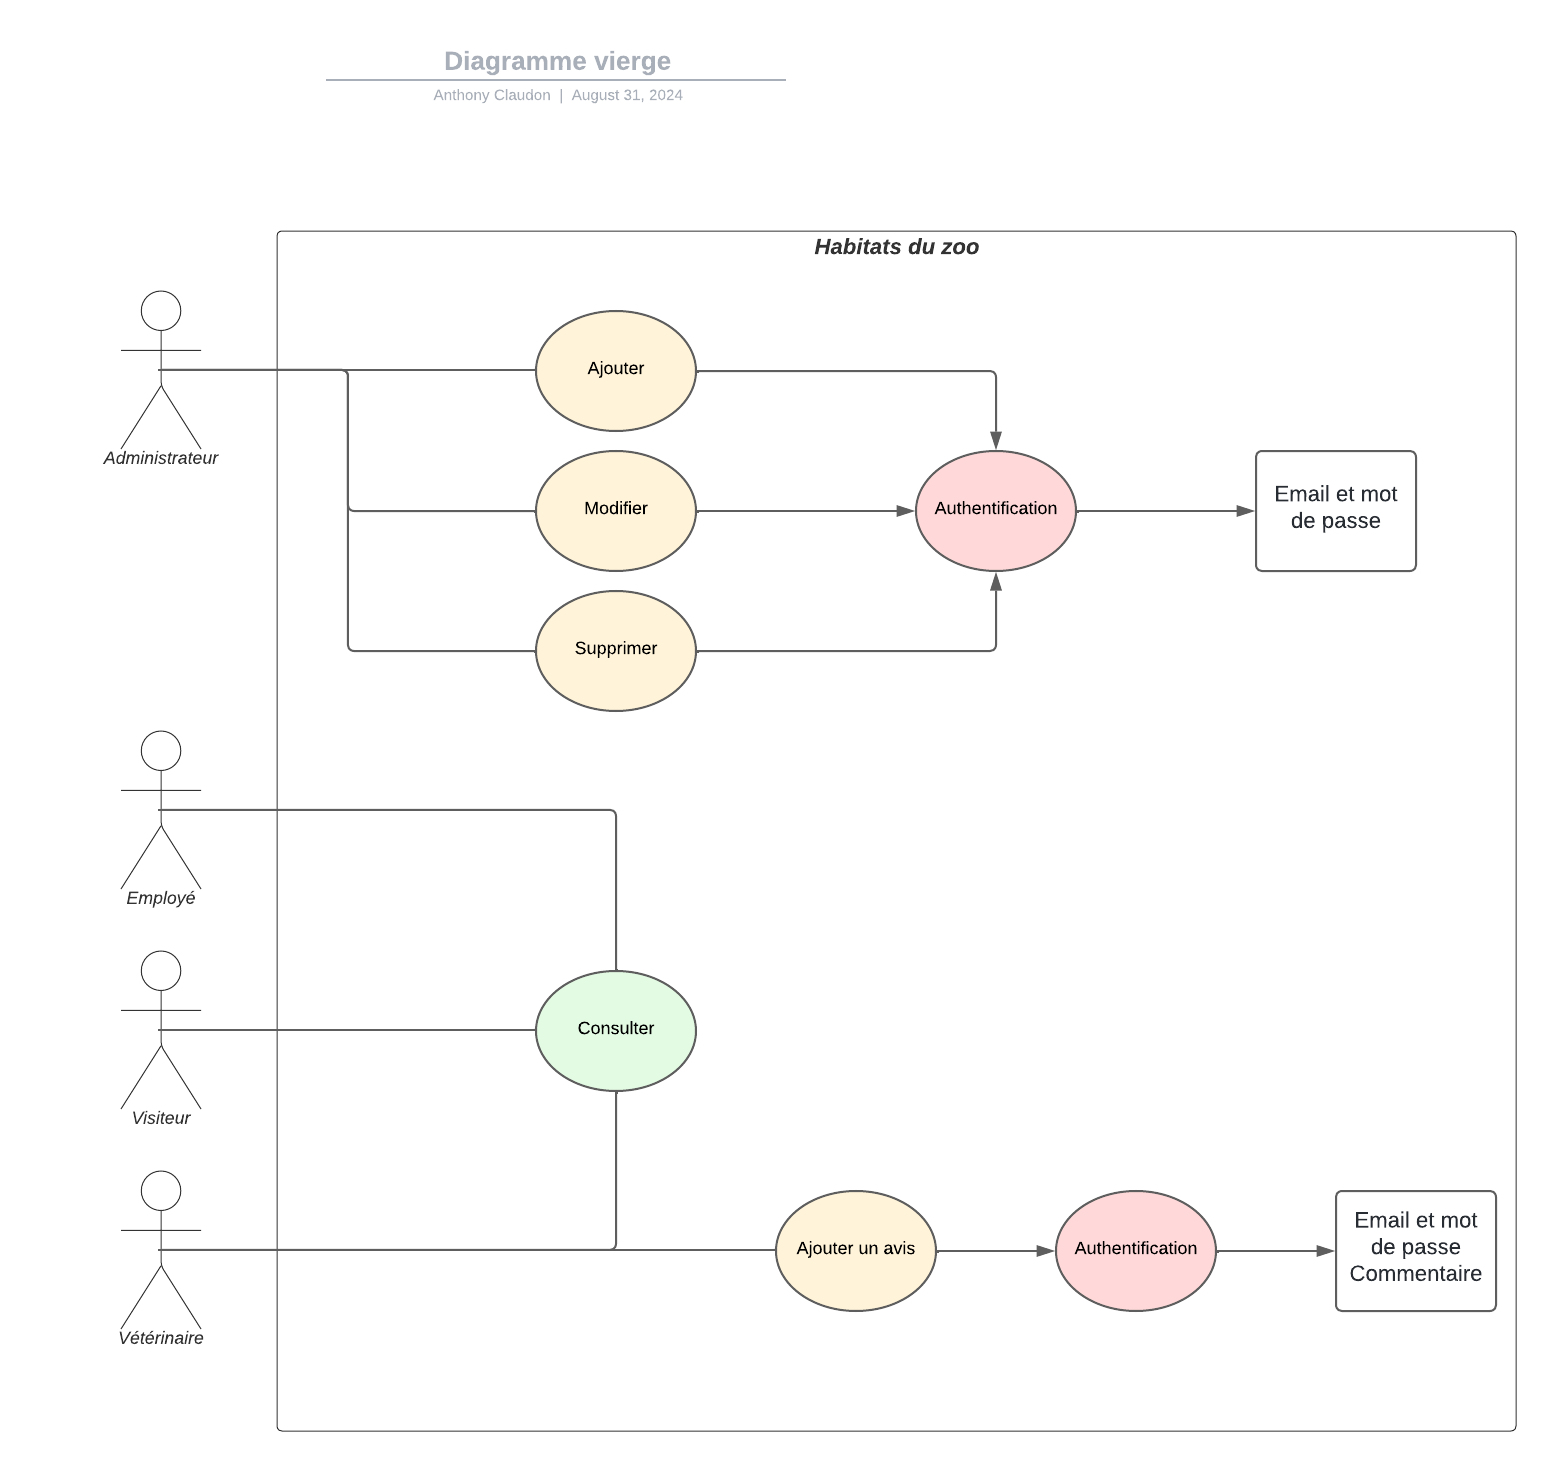 Diagramme vierge
Anthony Claudon | August 31, 2024
Habitats du zoo
Administrateur
Ajouter
Modifier
Supprimer
Authentification
Email et mot
de passe
Employé
Visiteur
Consulter
Vétérinaire
Ajouter un avis
Authentification
Email et mot
de passe
Commentaire